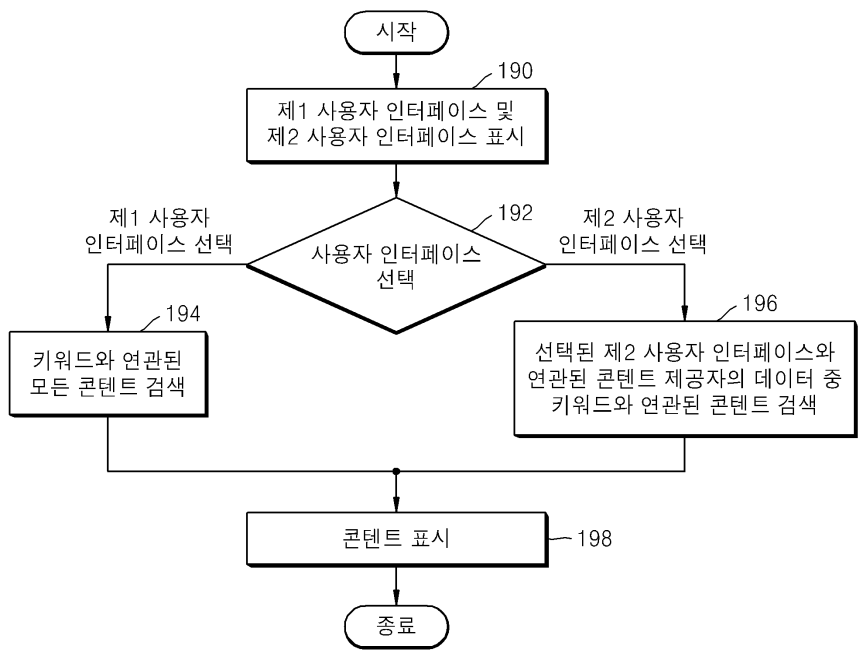 시작
190
제1 사용자 인터페이스 및
제2 사용자 인터페이스 표시
192
제1 사용자
인터페이스 선택
사용자 인터페이스
선택
제2 사용자
인터페이스 선택
194
키워드와 연관된
모든 콘텐트 검색
196
선택된 제2 사용자 인터페이스와
연관된 콘텐트 제공자의 데이터 중
키워드와 연관된 콘텐트 검색
콘텐트 표시
198
종료